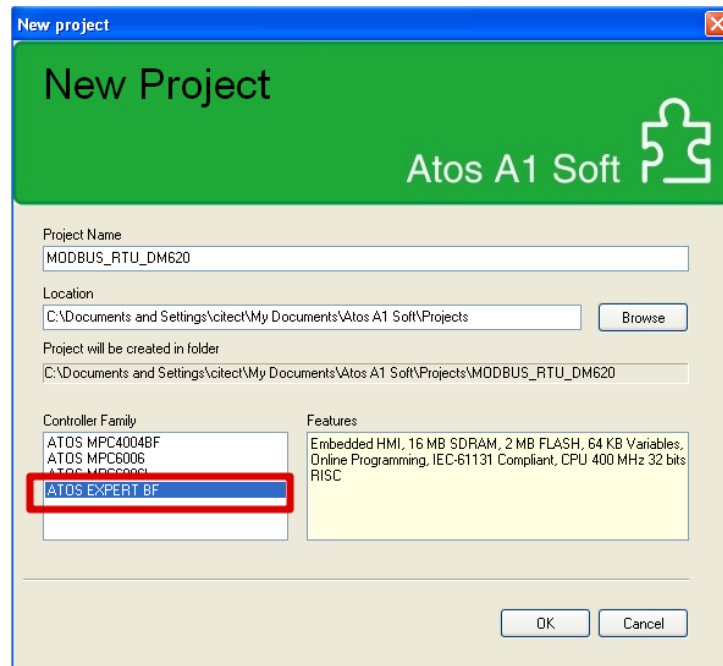 New project
New Project
Atos A1 Soft
Project Name
MODBUS_RTU_DM620
Location
C:\Documents and Settings\citect\My Documents\Atos A1 Soft\Projects
Browse
Project will be created in folder
C:\Documents and Settings\citect\My Documents\Atos A1 Soft\Projects\MODBUS_RTU_DM620
Controller Family
ATOS MPC4004BF
ATOS MPC6006
ATOS EXPERT BF
Features
Embedded HMI, 16 MB SDRAM, 2 MB FLASH, 64 KB Variables,
Online Programming, IEC-61131 Compliant, CPU 400 MHz 32 bits
RISC
OK
Cancel